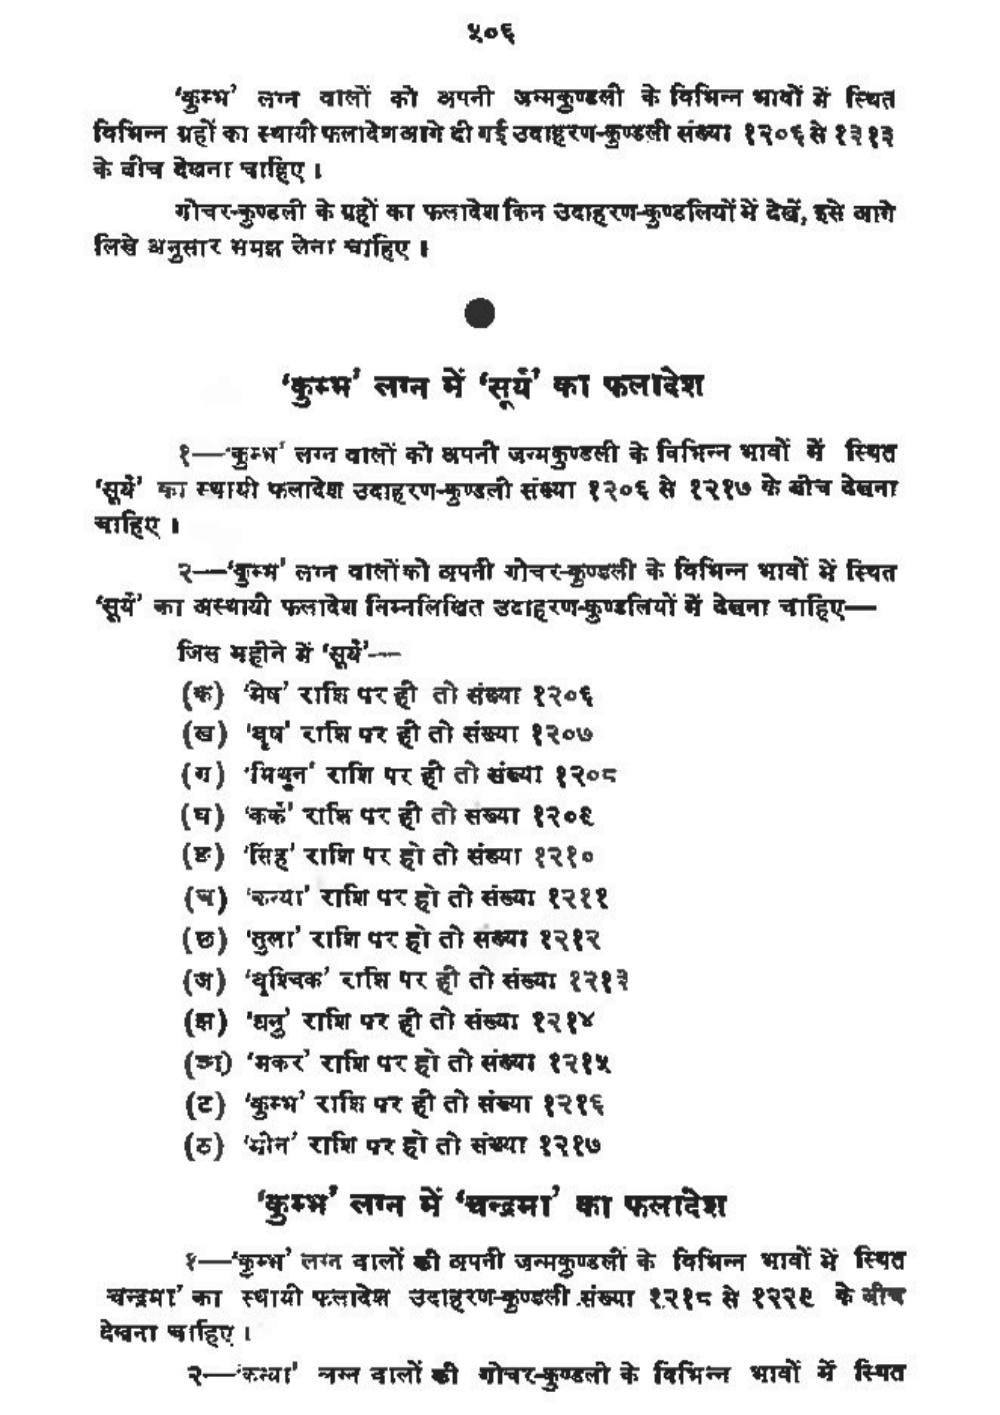 ५०६
‘कुम्भ’ लग्न वालों को अपनी जन्मकुण्डली के विभिन्न भावों में स्थित
विभिन्न ग्रहों का स्थायी फलादेश आगे दी गई उदाहरण-कुण्डली संख्या १२०६ से १३१३
के बीच देखना चाहिए ।
गोचर-कुण्डली के ग्रहों का फलादेश किन उदाहरण-कुण्डलियों में देखें, इसे आगे
लिखे अनुसार समझ लेना चाहिए ।
‘कुम्भ’ लग्न में ‘सूर्य’ का फलादेश
१—‘कुम्भ’ लग्न वालों को अपनी जन्मकुण्डली के विभिन्न भावों में स्थित
‘सूर्य’ का स्थायी फलादेश उदाहरण-कुण्डली संख्या १२०६ से १२१७ के बीच देखना
चाहिए ।
२—‘कुम्भ’ लग्न वालों को अपनी गोचर-कुण्डली के विभिन्न भावों में स्थित
‘सूर्य’ का अस्थायी फलादेश निम्नलिखित उदाहरण-कुण्डलियों में देखना चाहिए—
जिस महीने में ‘सूर्य’—
(क) ‘मेष’ राशि पर हो तो संख्या १२०६
(ख) ‘वृष’ राशि पर हो तो संख्या १२०७
(ग) ‘मिथुन’ राशि पर हो तो संख्या १२०८
(घ) ‘कर्क’ राशि पर हो तो संख्या १२०९
(ङ) ‘सिंह’ राशि पर हो तो संख्या १२१०
(च) ‘कन्या’ राशि पर हो तो संख्या १२११
(छ) ‘तुला’ राशि पर हो तो संख्या १२१२
(ज) ‘वृश्चिक’ राशि पर हो तो संख्या १२१३
(झ) ‘धनु’ राशि पर हो तो संख्या १२१४
(ञ) ‘मकर’ राशि पर हो तो संख्या १२१५
(ट) ‘कुम्भ’ राशि पर हो तो संख्या १२१६
(ठ) ‘मीन’ राशि पर हो तो संख्या १२१७
‘कुम्भ’ लग्न में ‘चन्द्रमा’ का फलादेश
१—‘कुम्भ’ लग्न वालों की अपनी जन्मकुण्डली के विभिन्न भावों में स्थित
चन्द्रमा’ का स्थायी फलादेश उदाहरण-कुण्डली संख्या १२१८ से १२२९ के बीच
देखना चाहिए ।
२—‘कन्या’ लग्न वालों की गोचर-कुण्डली के विभिन्न भावों में स्थित